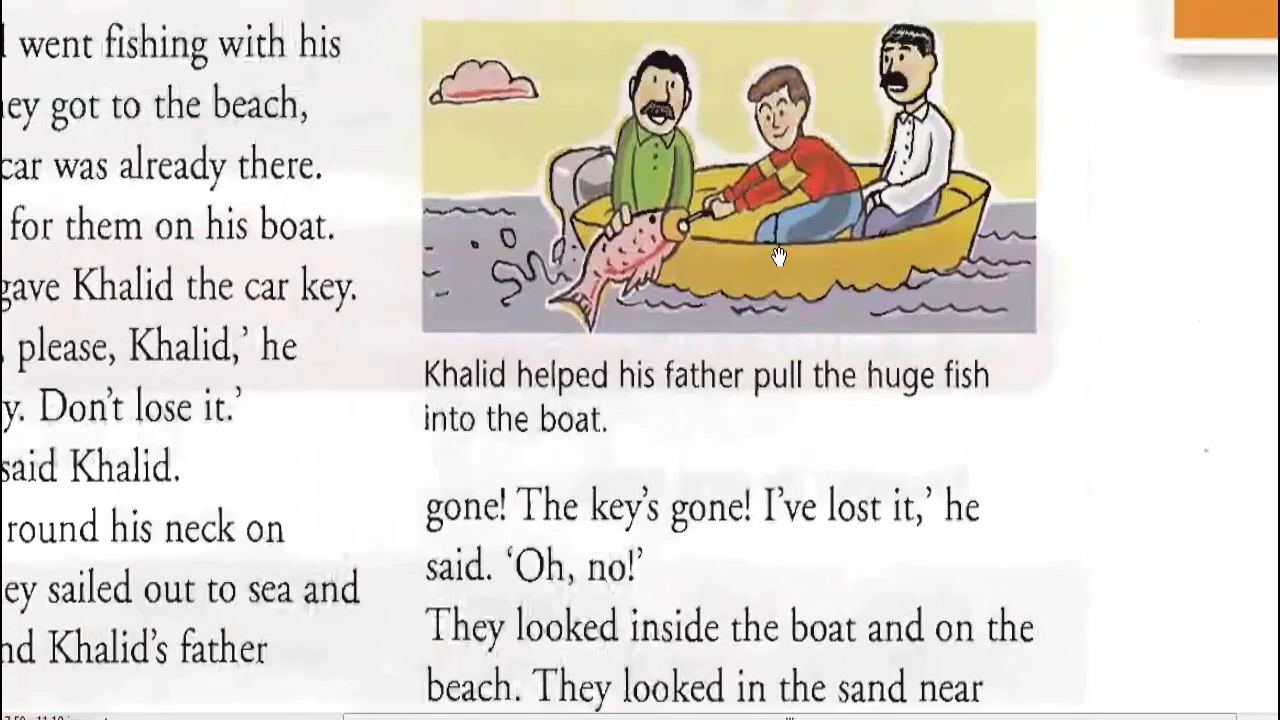 went fishing with his
got to the beach,
car was already there.
for them on his boat.
gave Khalid the car key.
please, Khalid,’ he
Don’t lose it.’
said Khalid.
round his neck on
sailed out to sea and
Khalid’s father
Khalid helped his father pull the huge fish
into the boat.
gone! The key’s gone! I’ve lost it,’ he
said. ‘Oh, no!’
They looked inside the boat and on the
beach. They looked in the sand near